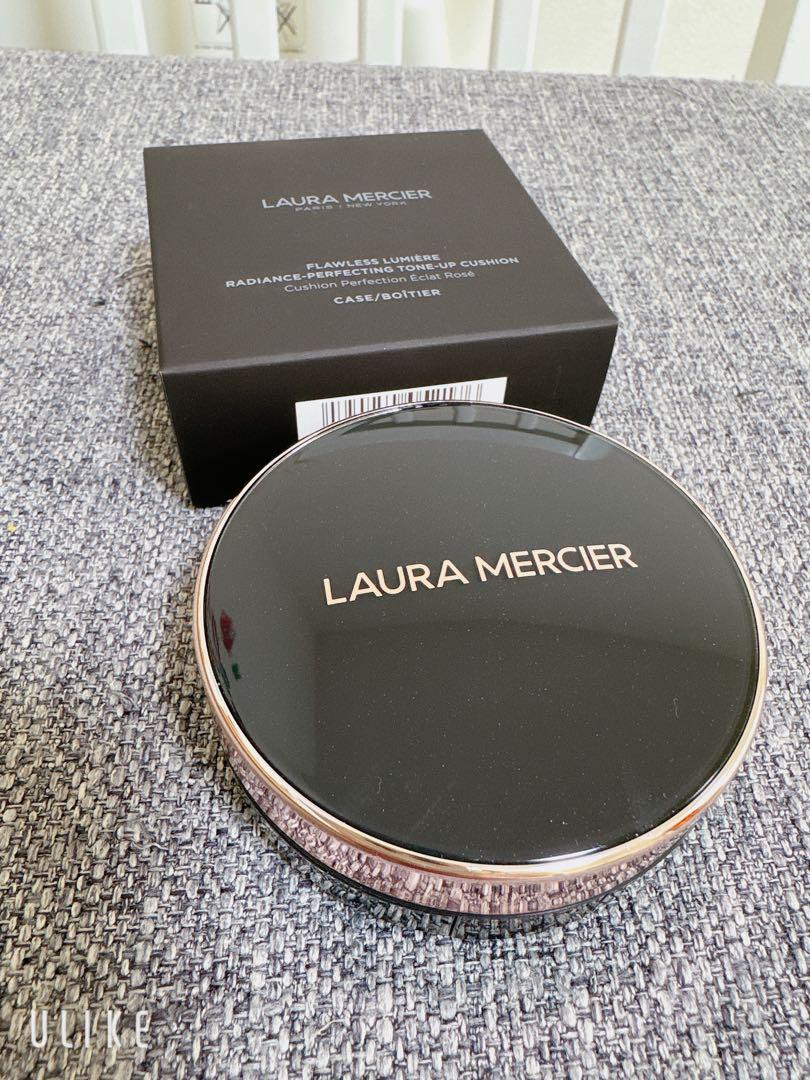 LAURA MERCIER
PARIS | NEW YORK
FLAWLESS LUMIÈRE
RADIANCE-PERFECTING TONE-UP CUSHION
Cushion Perfection Éclat Rosé
CASE/BOÎTIER
LAURA MERCIER
ULIKE